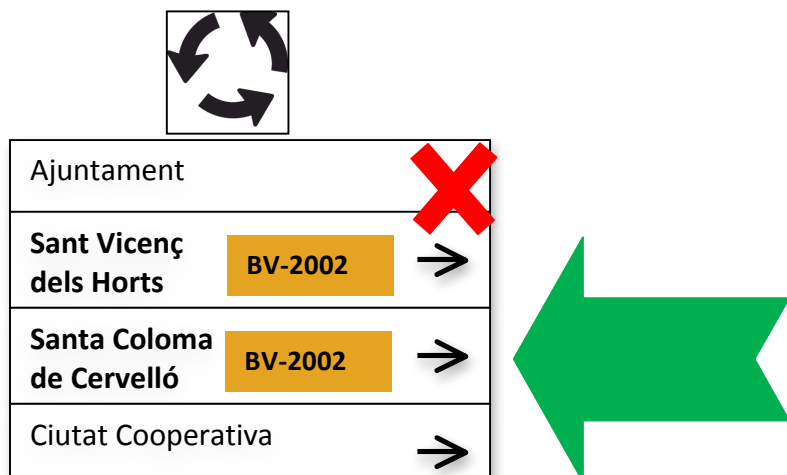 Ajuntament
Sant Vicenç
dels Horts
BV-2002
Santa Coloma
de Cervelló
BV-2002
Ciutat Cooperativa